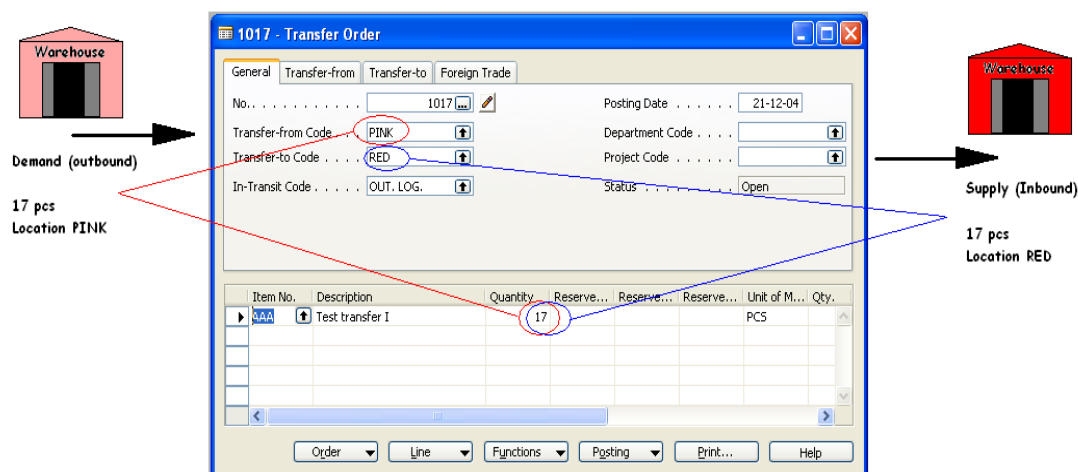 Warehouse
Demand (outbound)
17 pcs
Location PINK
1017 - Transfer Order
General Transfer-from Transfer-to Foreign Trade
No. . . . . . . . . . . . 1017 ... Posting Date . . . . . . 21-12-04
Transfer-from Code . . PINK Department Code . . . .
Transfer-to Code . . . . RED Project Code . . . . . . .
In-Transit Code . . . . . OUT. LOG. Status . . . . . . . . . . Open
Item No. Description Quantity Reserve... Reserve... Reserve... Unit of M... Qty.
AAA Test transfer I 17 PCS
Order Line Functions Posting Print... Help
Warehouse
Supply (Inbound)
17 pcs
Location RED